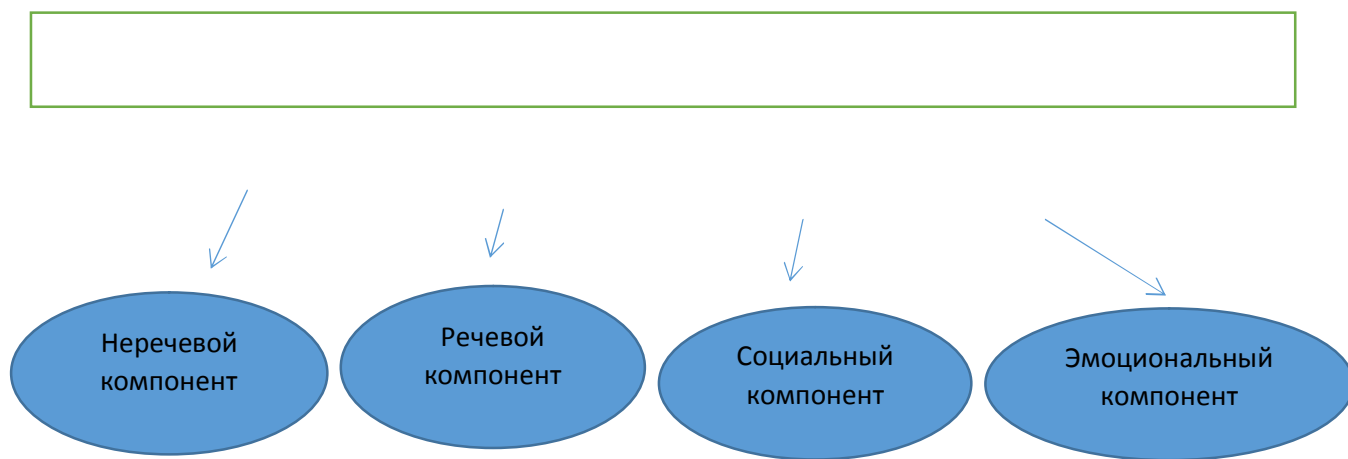 Неречевой
компонент
Речевой
компонент
Социальный
компонент
Эмоциональный
компонент